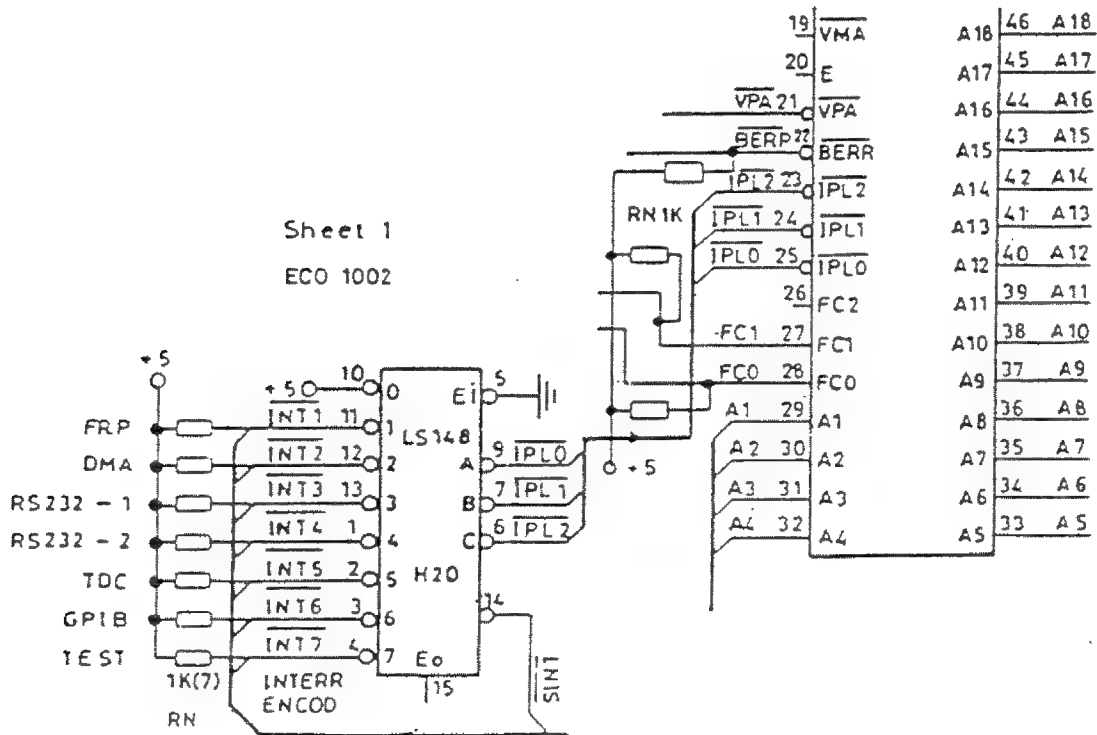 Sheet 1
ECO 1002
+5
FRP
DMA
RS232 - 1
RS232 - 2
TDC
GPIB
TEST
1K(7)
RN
+5 10 0
INT1 11 1
INT2 12 2
INT3 13 3
INT4 1 4
INT5 2 5
INT6 3 6
INT7 4 7
INTERR
ENCOD
LS148
H20
Ei 5
A 9 IPL0
B 7 IPL1
C 6 IPL2
14
SINT
Eo
15
RN1K
+5
19 VMA
20 E
VPA 21 VPA
BERP 22 BERR
IPL2 23 IPL2
IPL1 24 IPL1
IPL0 25 IPL0
26 FC2
FC1 27 FC1
FC0 28 FC0
A1 29 A1
A2 30 A2
A3 31 A3
A4 32 A4
A18 46 A18
A17 45 A17
A16 44 A16
A15 43 A15
A14 42 A14
A13 41 A13
A12 40 A12
A11 39 A11
A10 38 A10
A9 37 A9
A8 36 A8
A7 35 A7
A6 34 A6
A5 33 A5